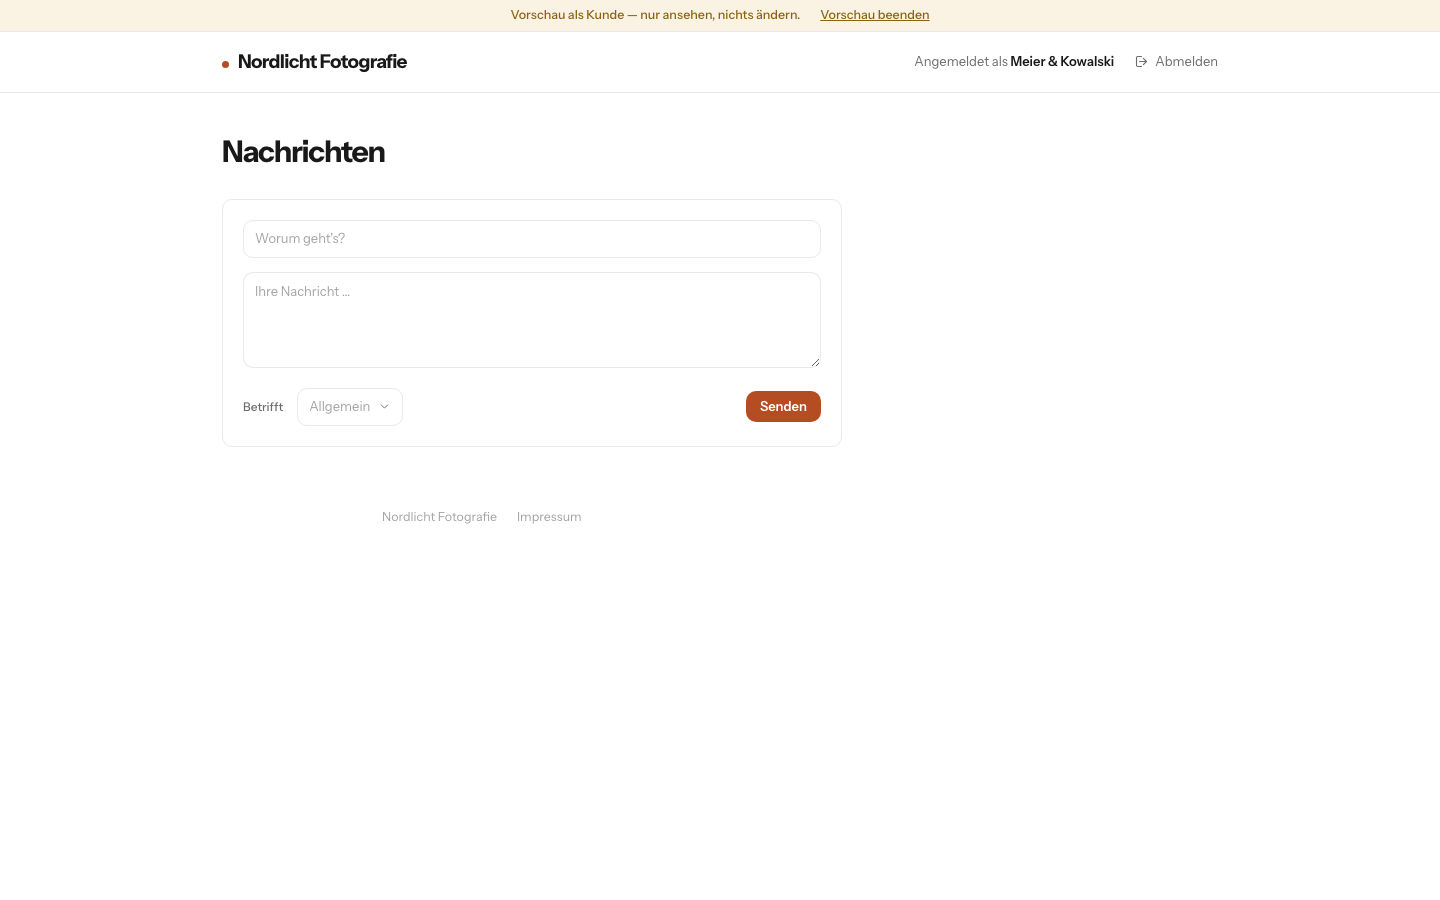 Vorschau als Kunde — nur ansehen, nichts ändern. Vorschau beenden
Nordlicht Fotografie
Angemeldet als Meier & Kowalski Abmelden
Nachrichten
Worum geht's?
Ihre Nachricht ...
Betrifft Allgemein Senden
Nordlicht Fotografie Impressum